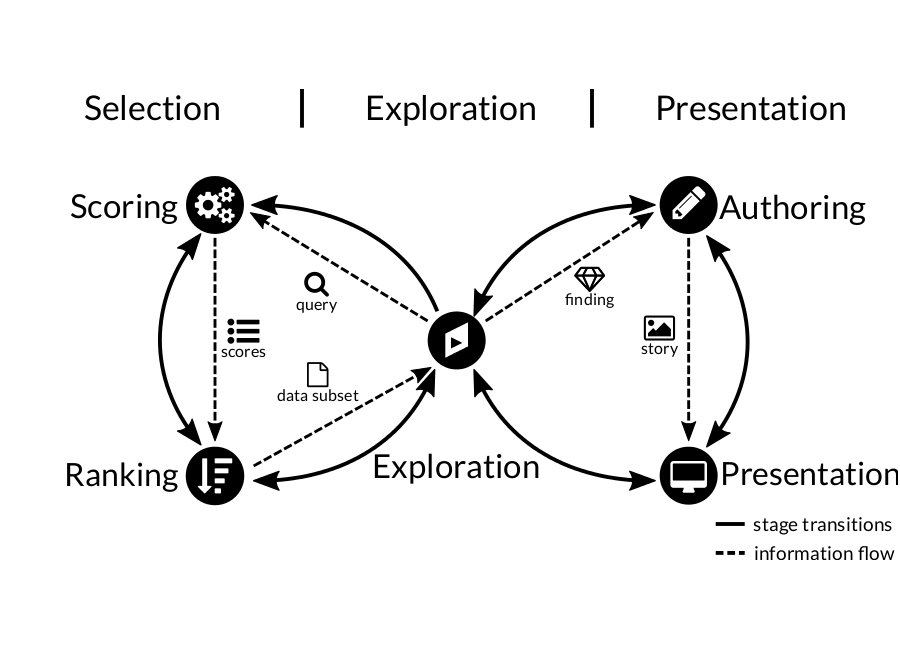 Selection | Exploration | Presentation
Scoring
Authoring
query
finding
scores
story
data subset
Exploration
Ranking
Presentation
stage transitions
information flow